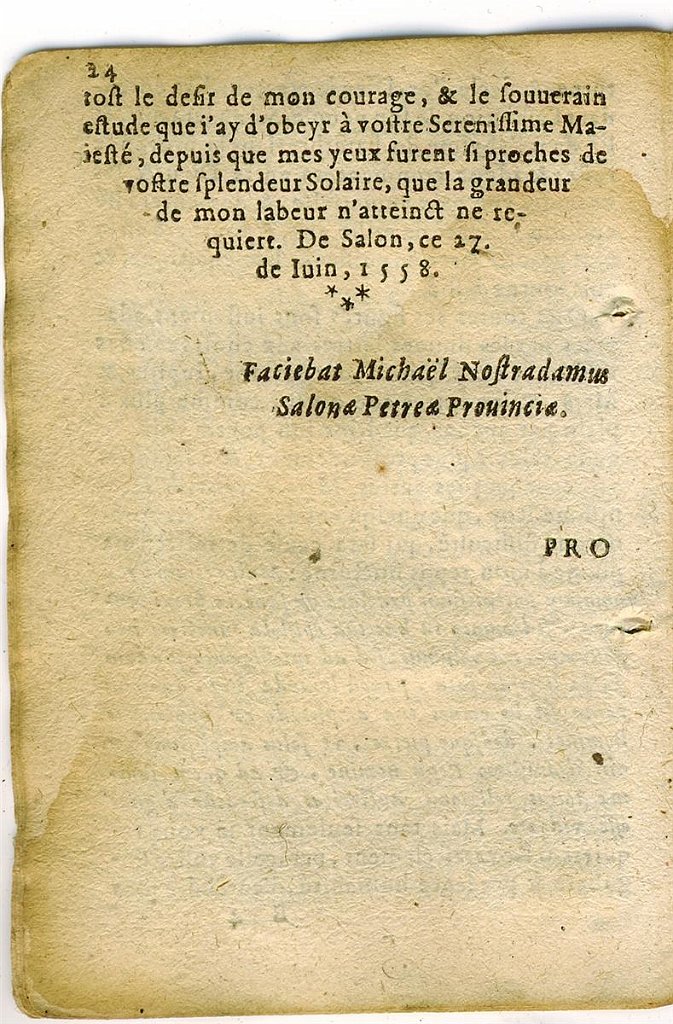 24
tost le desir de mon courage, & le souuerain
estude que i'ay d'obeyr à vostre Serenissime Ma-
iesté, depuis que mes yeux furent si proches de
vostre splendeur Solaire, que la grandeur
de mon labeur n'atteinct ne re-
quiert. De Salon, ce 27.
de Iuin, 1558.
***
Faciebat Michaël Nostradamus
Salonæ Petreæ Prouinciæ.
PRO